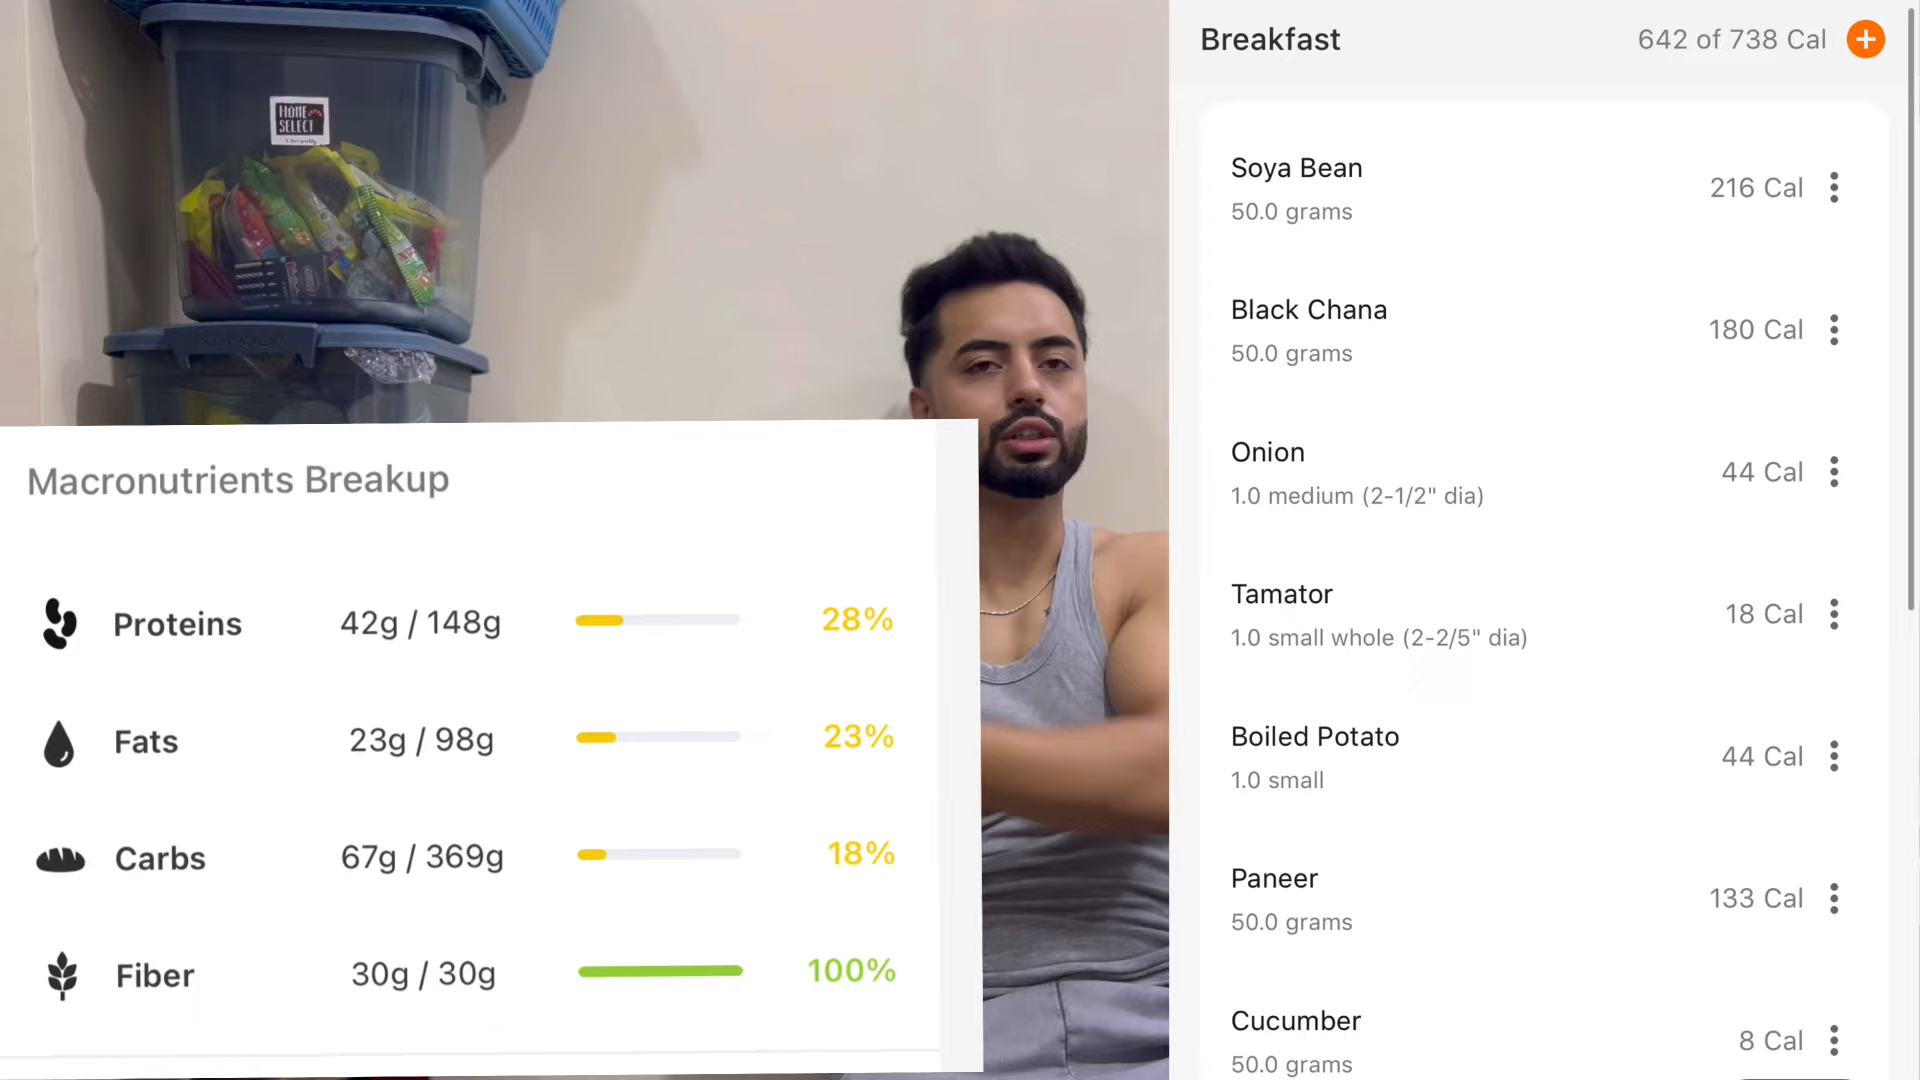 HOME
SELECT
Macronutrients Breakup
Proteins 42g / 148g 28%
Fats 23g / 98g 23%
Carbs 67g / 369g 18%
Fiber 30g / 30g 100%
Breakfast 642 of 738 Cal
Soya Bean
216 Cal
50.0 grams
Black Chana
180 Cal
50.0 grams
Onion
44 Cal
1.0 medium (2-1/2" dia)
Tamator
18 Cal
1.0 small whole (2-2/5" dia)
Boiled Potato
44 Cal
1.0 small
Paneer
133 Cal
50.0 grams
Cucumber
8 Cal
50.0 grams